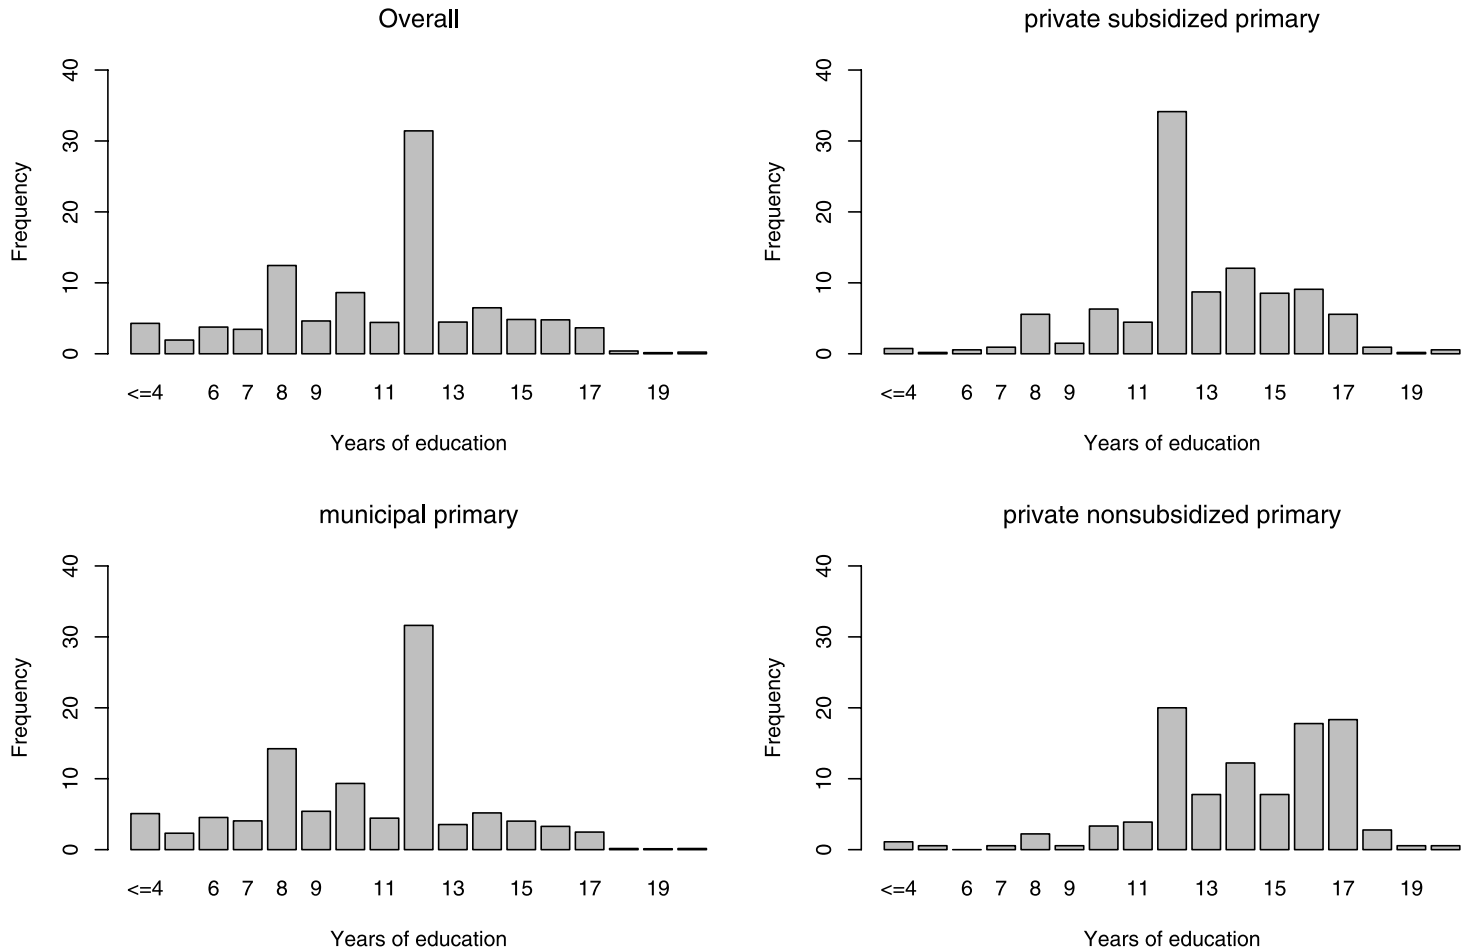 Overall
Frequency
0 10 20 30 40
<=4 6 7 8 9 11 13 15 17 19
Years of education
private subsidized primary
Frequency
0 10 20 30 40
<=4 6 7 8 9 11 13 15 17 19
Years of education
municipal primary
Frequency
0 10 20 30 40
<=4 6 7 8 9 11 13 15 17 19
Years of education
private nonsubsidized primary
Frequency
0 10 20 30 40
<=4 6 7 8 9 11 13 15 17 19
Years of education